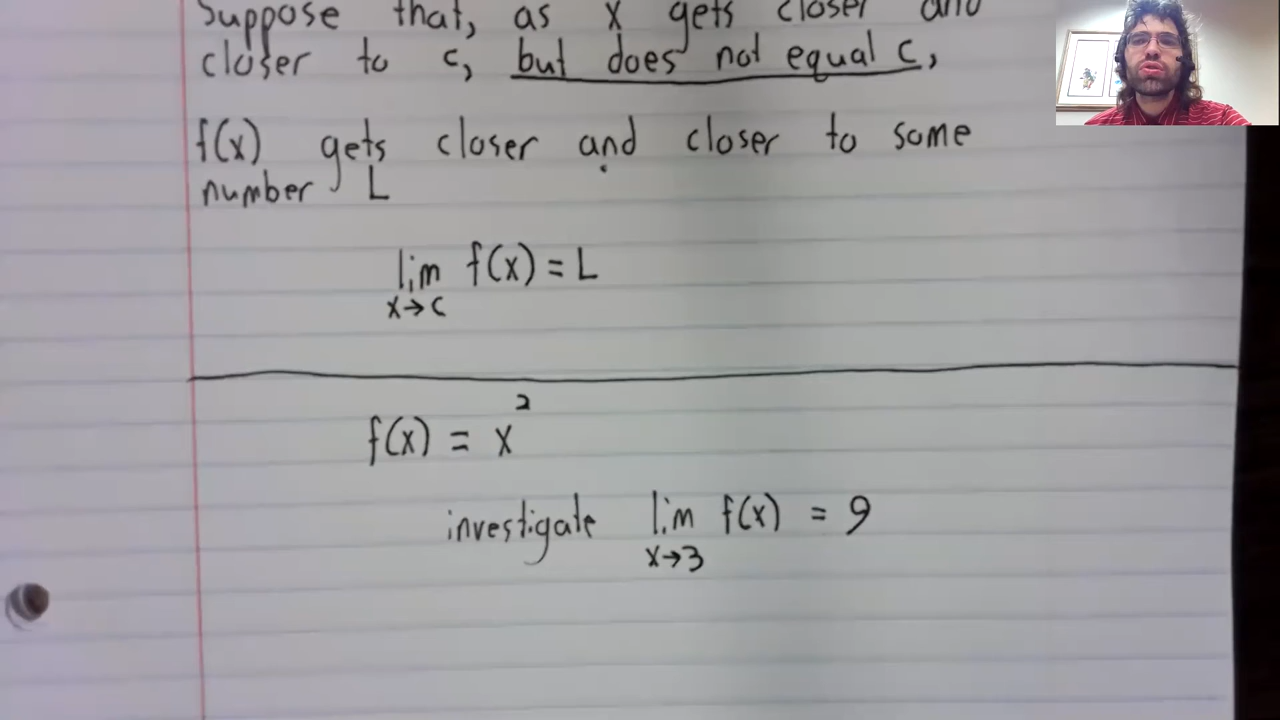 Suppose that, as x gets closer and
closer to c, but does not equal c,
f(x) gets closer and closer to some
number L
lim f(x) = L
x→c
f(x) = x²
investigate lim f(x) = 9
x→3